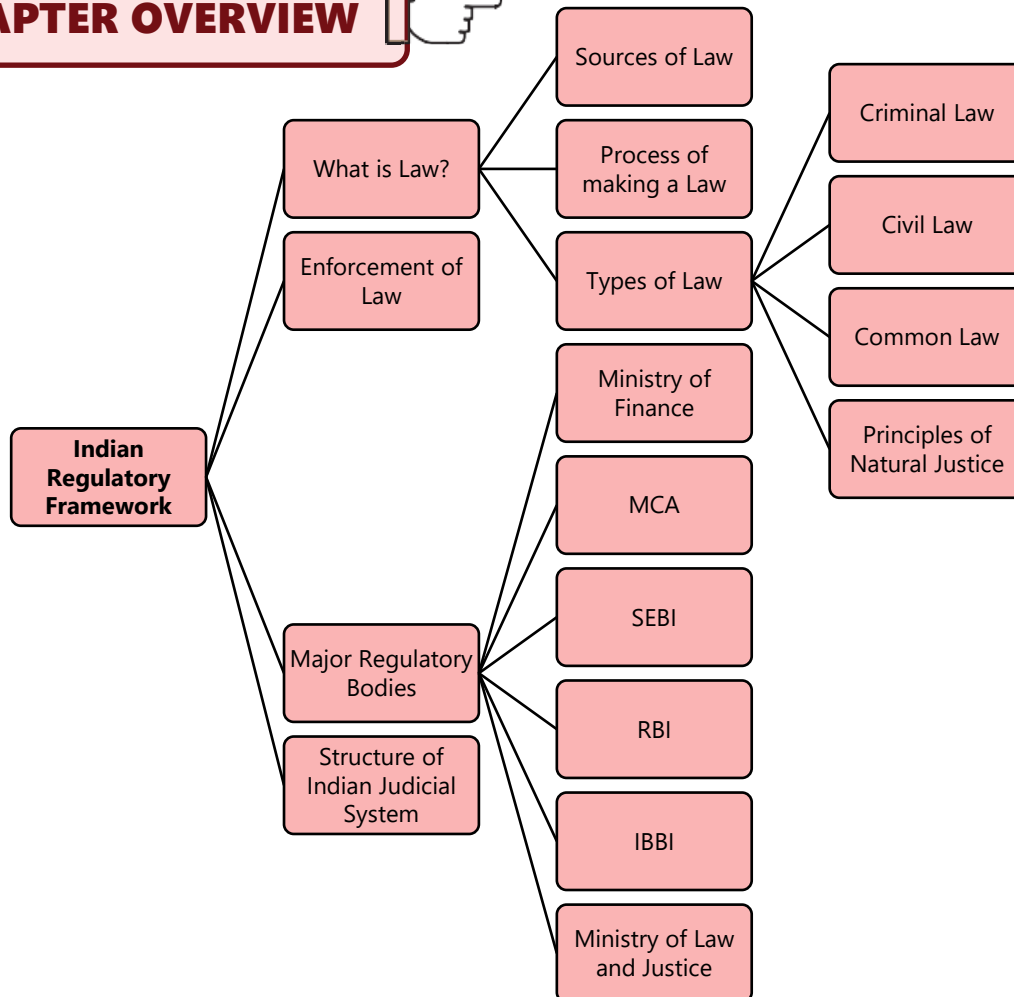 APTER OVERVIEW
Sources of Law
Criminal Law
What is Law?
Process of
making a Law
Civil Law
Enforcement of
Law
Types of Law
Common Law
Ministry of
Finance
Principles of
Natural Justice
Indian
Regulatory
Framework
MCA
SEBI
Major Regulatory
Bodies
RBI
Structure of
Indian Judicial
System
IBBI
Ministry of Law
and Justice